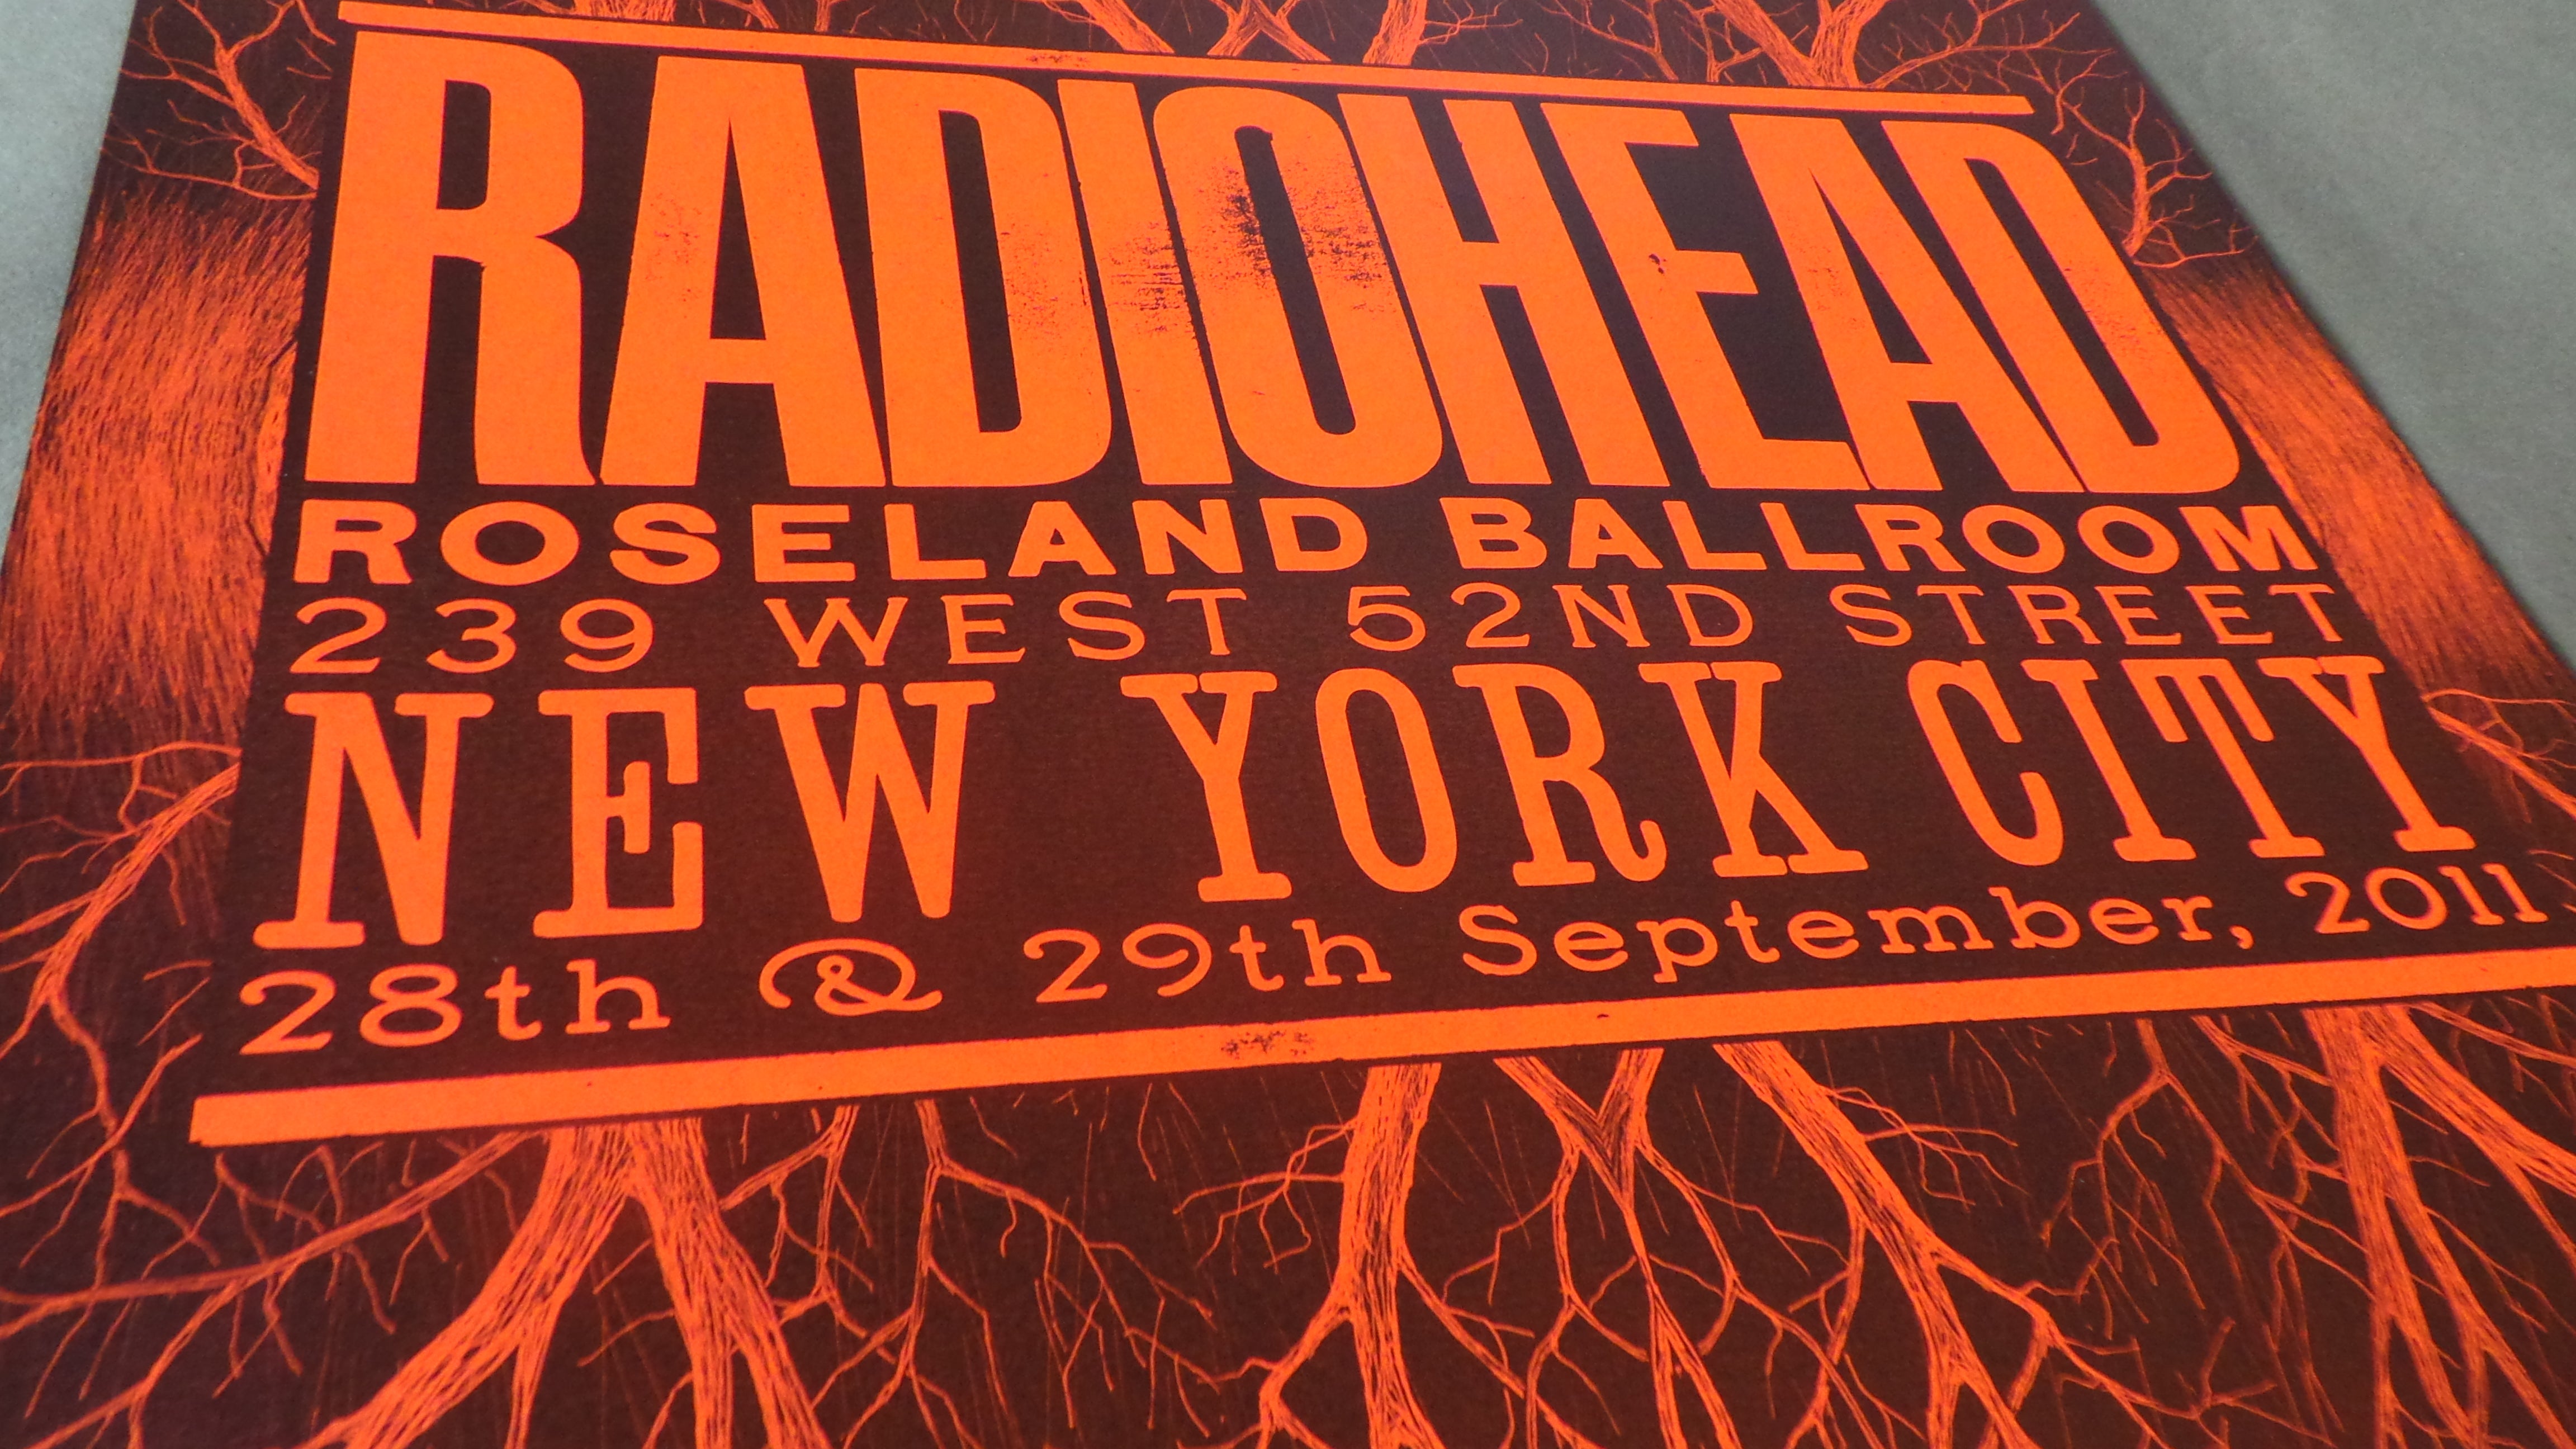 RADIOHEAD
ROSELAND BALLROOM
239 WEST 52ND STREET
NEW YORK CITY
28th & 29th September, 2011